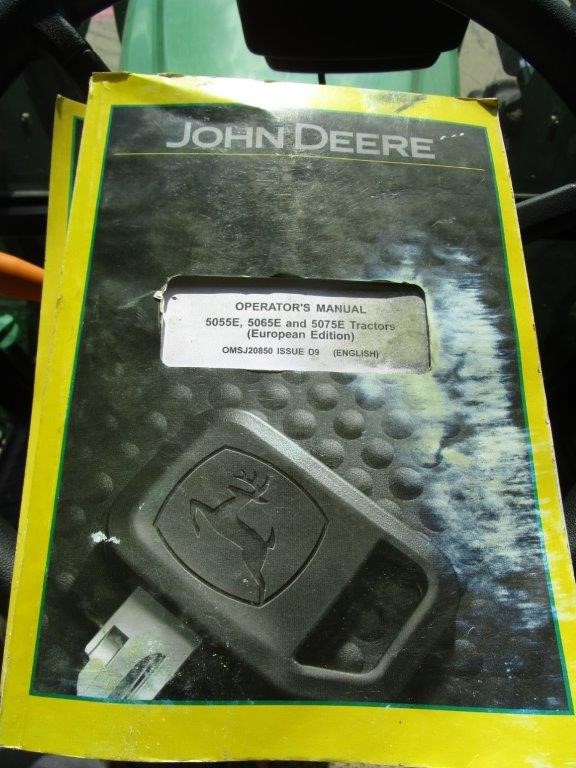 JOHN DEERE
OPERATOR'S MANUAL
5055E, 5065E and 5075E Tractors
(European Edition)
OMSJ20850 ISSUE D9 (ENGLISH)